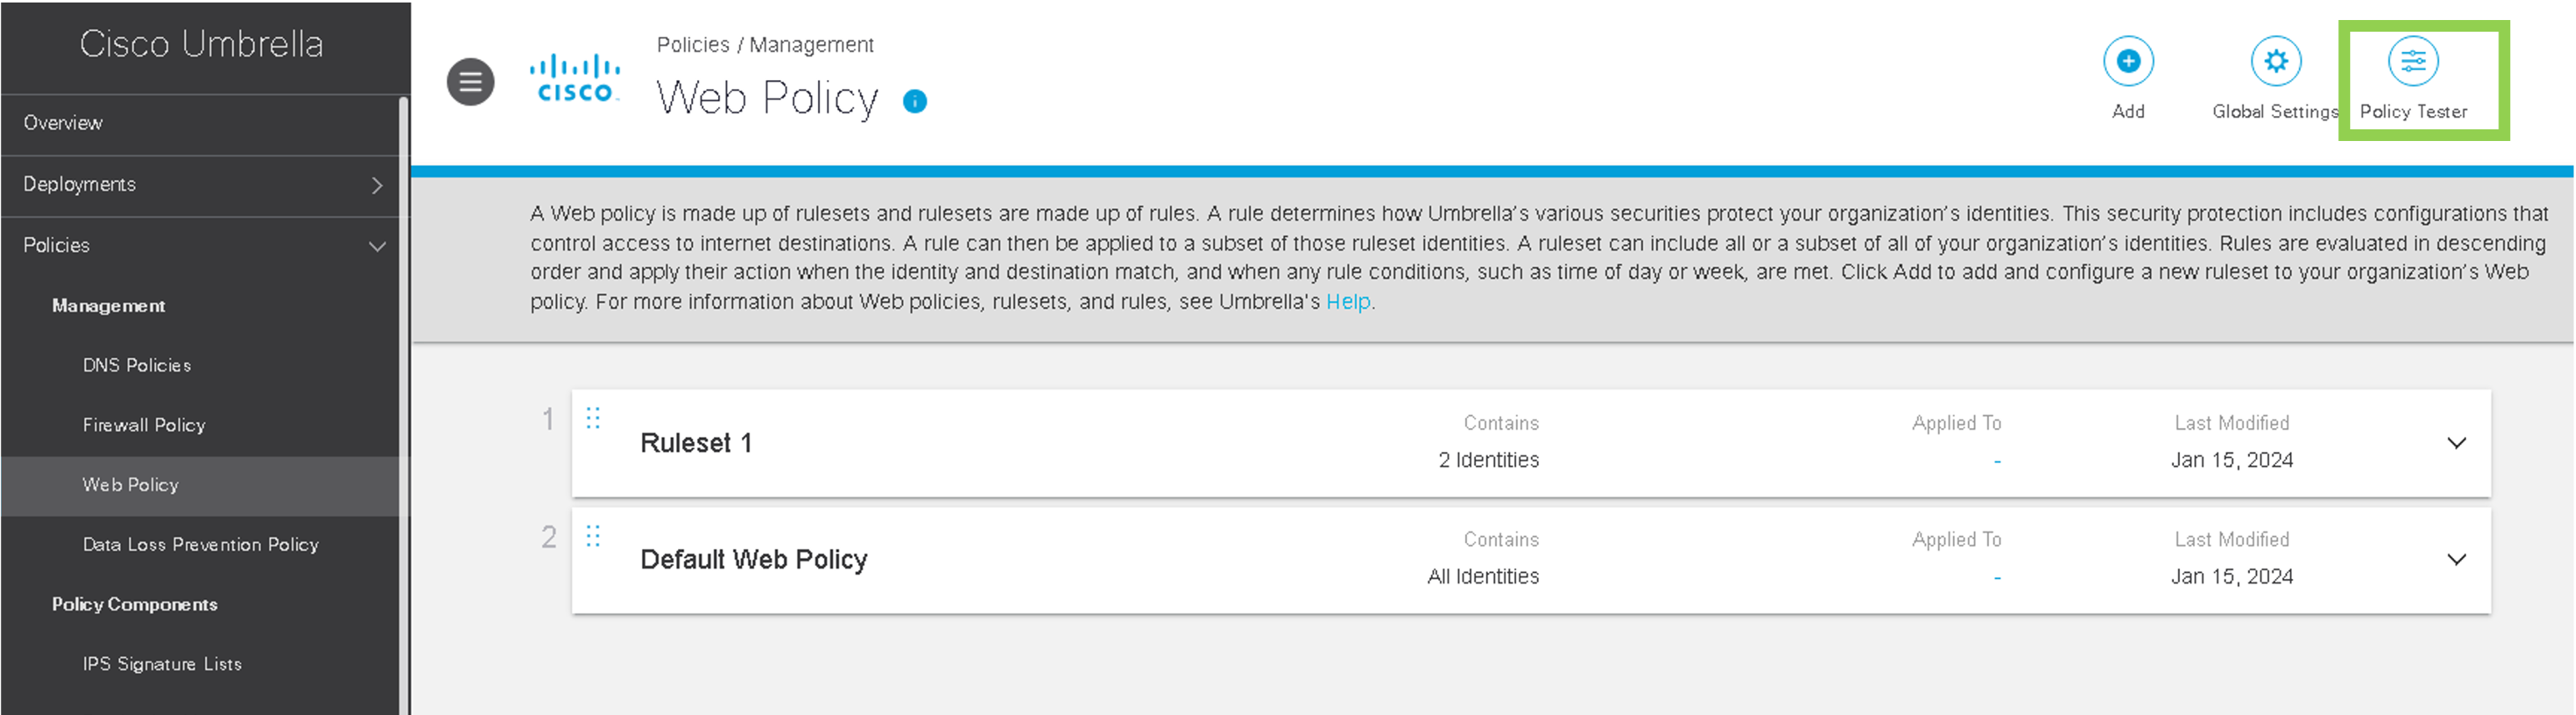 Cisco Umbrella
Overview
Deployments
Policies
Management
DNS Policies
Firewall Policy
Web Policy
Data Loss Prevention Policy
Policy Components
IPS Signature Lists
CISCO
Policies / Management
Web Policy
Add
Global Settings
Policy Tester
A Web policy is made up of rulesets and rulesets are made up of rules. A rule determines how Umbrella's various securities protect your organization's identities. This security protection includes configurations that
control access to internet destinations. A rule can then be applied to a subset of those ruleset identities. A ruleset can include all or a subset of all of your organization's identities. Rules are evaluated in descending
order and apply their action when the identity and destination match, and when any rule conditions, such as time of day or week, are met. Click Add to add and configure a new ruleset to your organization's Web
policy. For more information about Web policies, rulesets, and rules, see Umbrella's Help.
1
Ruleset 1
Contains
2 Identities
Applied To
-
Last Modified
Jan 15, 2024
2
Default Web Policy
Contains
All Identities
Applied To
-
Last Modified
Jan 15, 2024